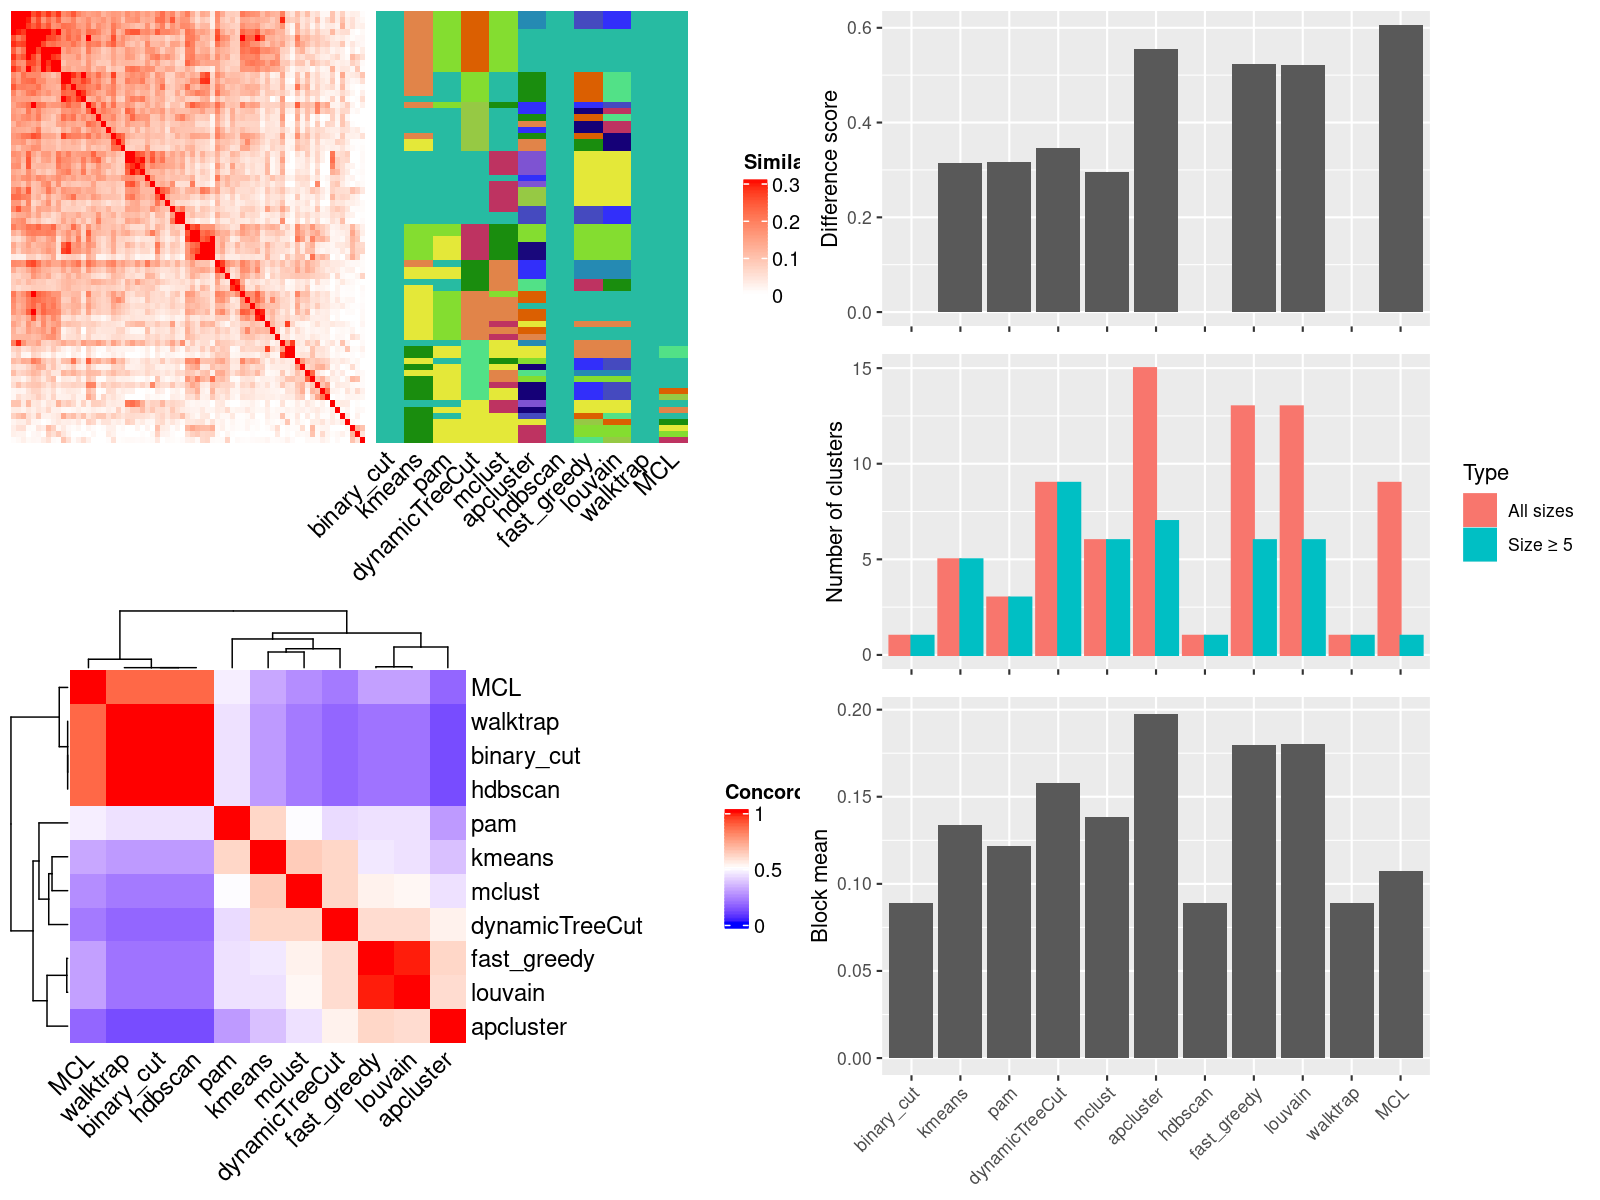 Simila
0.3
0.2
0.1
0
binary_cut
kmeans
pam
dynamicTreeCut
mclust
apcluster
hdbscan
fast_greedy
louvain
walktrap
MCL
MCL
walktrap
binary_cut
hdbscan
pam
kmeans
mclust
dynamicTreeCut
fast_greedy
louvain
apcluster
Concord
1
0.5
0
MCL
walktrap
binary_cut
hdbscan
pam
kmeans
mclust
dynamicTreeCut
fast_greedy
louvain
apcluster
Difference score
0.6
0.4
0.2
0.0
Number of clusters
15
10
5
0
Type
All sizes
Size ≥ 5
Block mean
0.20
0.15
0.10
0.05
0.00
binary_cut
kmeans
pam
dynamicTreeCut
mclust
apcluster
hdbscan
fast_greedy
louvain
walktrap
MCL